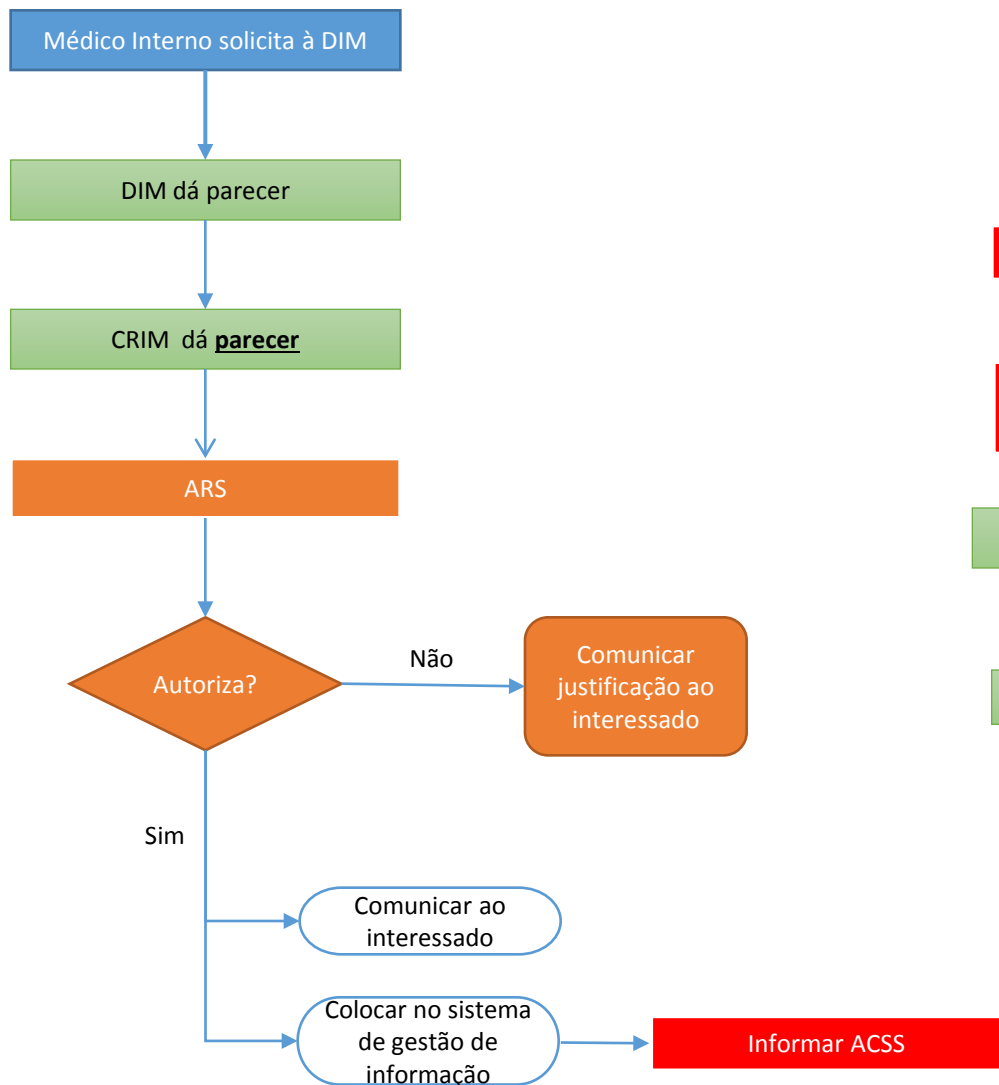 Médico Interno solicita à DIM
DIM dá parecer
CRIM dá parecer
ARS
Autoriza?
Não
Comunicar
justificação ao
interessado
Sim
Comunicar ao
interessado
Colocar no sistema
de gestão de
informação
Informar ACSS